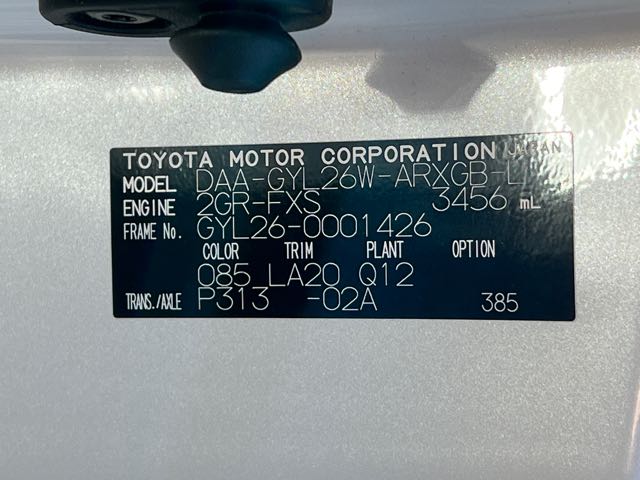 TOYOTA MOTOR CORPORATION JAPAN
MODEL DAA-GYL26W-ARXGB-L
ENGINE 2GR-FXS 3456 mL
FRAME No. GYL26-0001426
COLOR TRIM PLANT OPTION
085 LA20 Q12
TRANS./AXLE P313 -02A 385